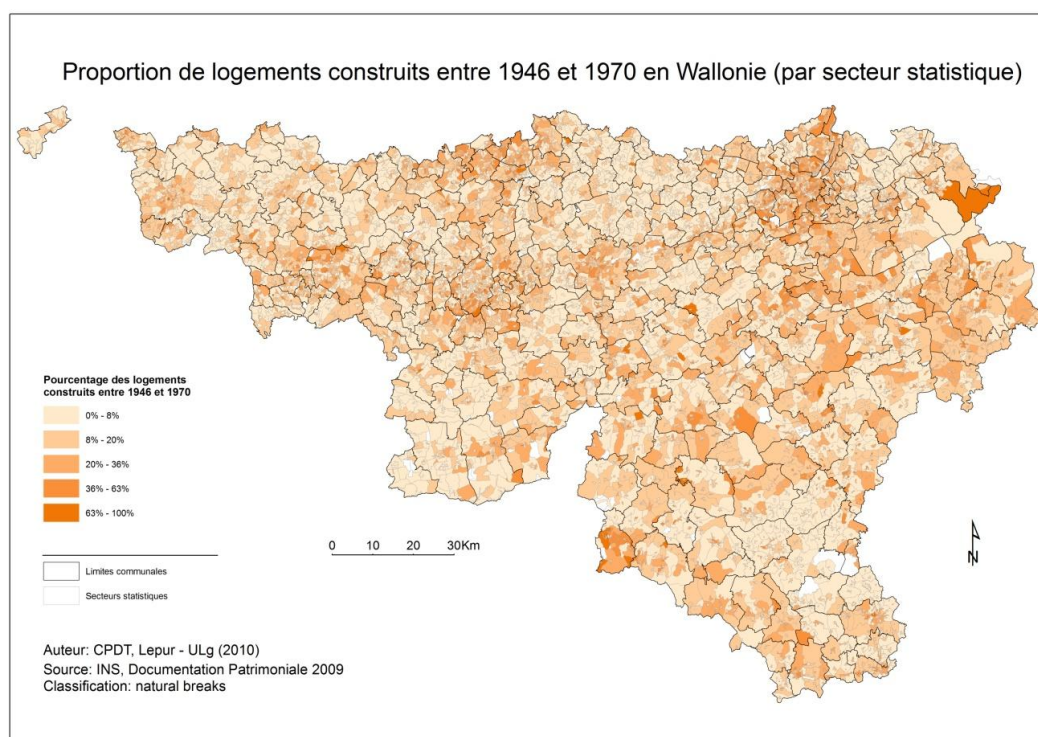 Proportion de logements construits entre 1946 et 1970 en Wallonie (par secteur statistique)
Pourcentage des logements
construits entre 1946 et 1970
0% - 8%
8% - 20%
20% - 36%
36% - 63%
63% - 100%
0 10 20 30Km
Limites communales
Secteurs statistiques
N
Auteur: CPDT, Lepur - ULg (2010)
Source: INS, Documentation Patrimoniale 2009
Classification: natural breaks